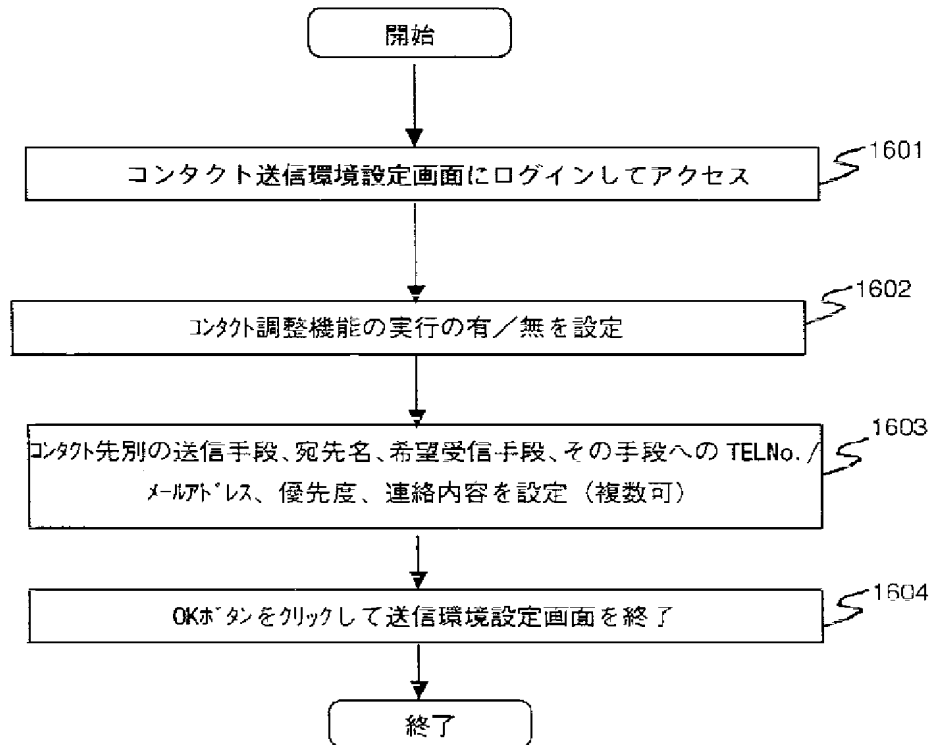 開始
コンタクト送信環境設定画面にログインしてアクセス
1601
ｺﾝﾀｸﾄ調整機能の実行の有／無を設定
1602
ｺﾝﾀｸﾄ先別の送信手段、宛先名、希望受信手段、その手段への TELNo./
ﾒｰﾙｱﾄﾞﾚｽ、優先度、連絡内容を設定（複数可）
1603
OKﾎﾞﾀﾝをｸﾘｯｸして送信環境設定画面を終了
1604
終了